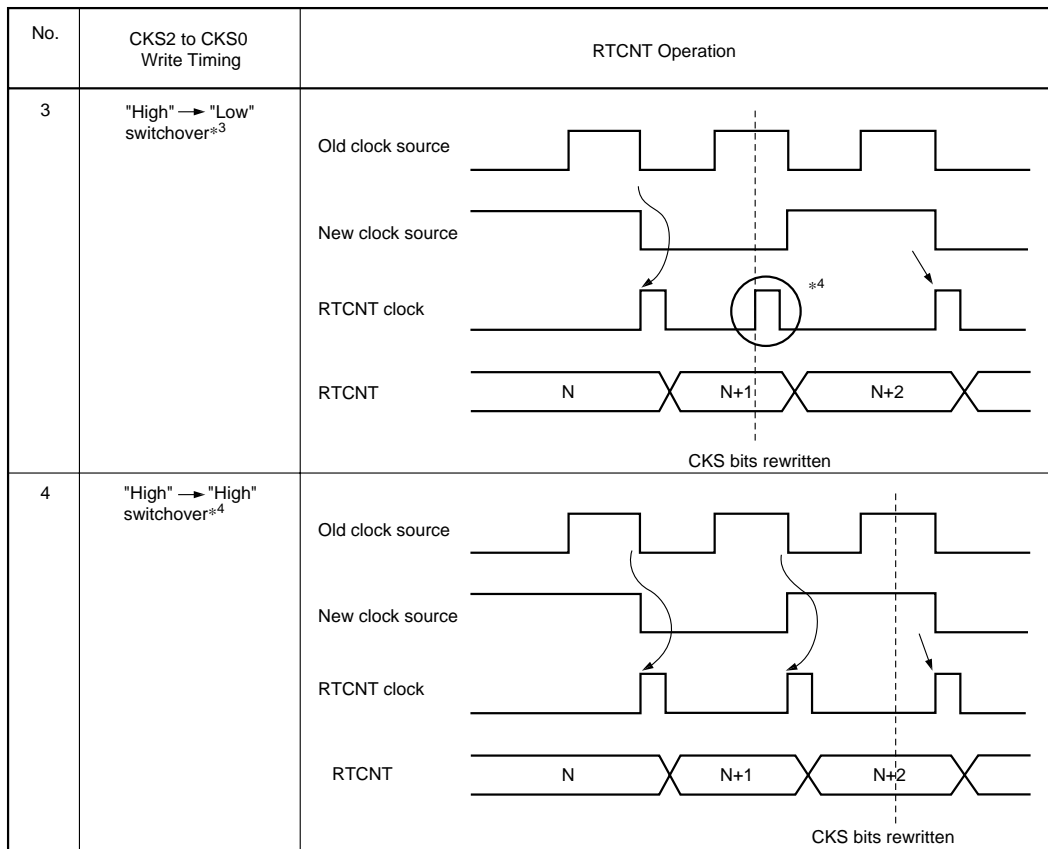 No.
CKS2 to CKS0
Write Timing
RTCNT Operation
3
"High" → "Low"
switchover*3
Old clock source
New clock source
RTCNT clock
*4
RTCNT
N
N+1
N+2
CKS bits rewritten
4
"High" → "High"
switchover*4
Old clock source
New clock source
RTCNT clock
RTCNT
N
N+1
N+2
CKS bits rewritten